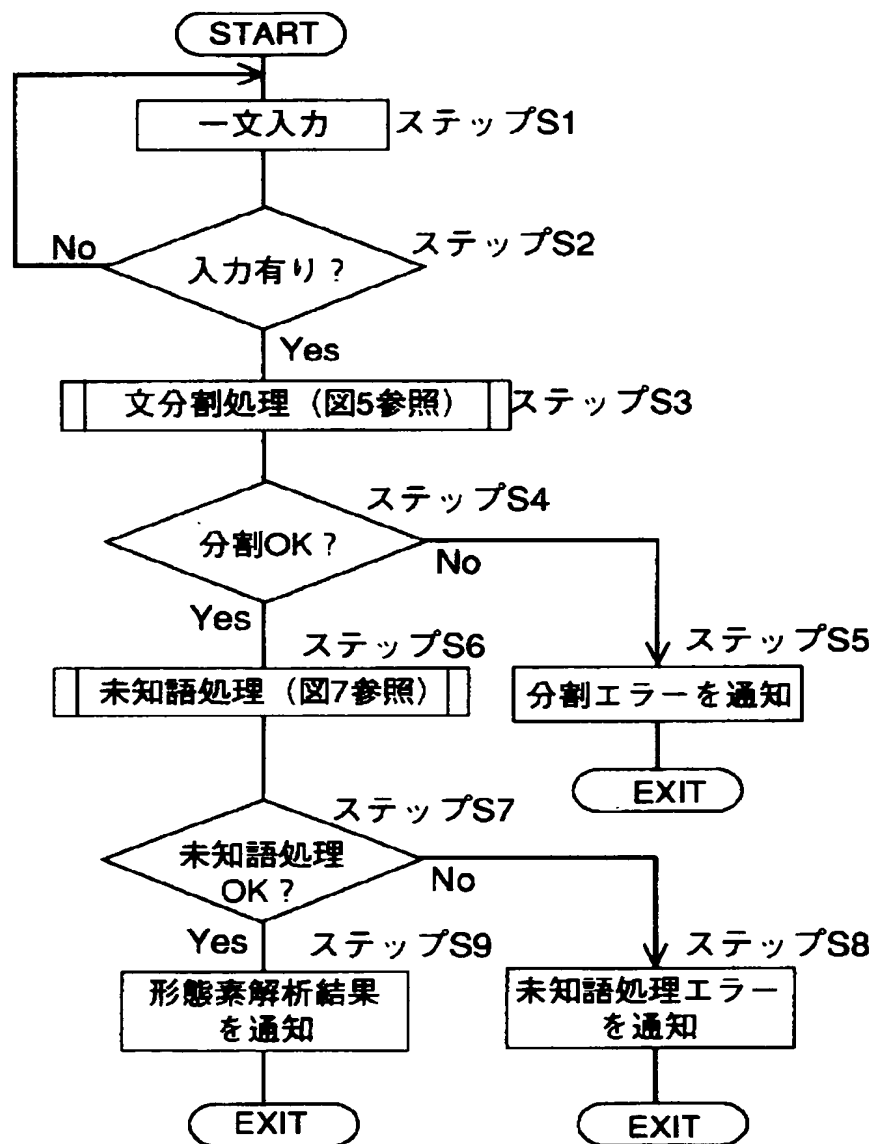 START
一文入力
ステップS1
ステップS2
No
入力有り?
Yes
文分割処理（図5参照）
ステップS3
ステップS4
分割OK?
No
Yes
ステップS6
ステップS5
未知語処理（図7参照）
分割エラーを通知
EXIT
ステップS7
未知語処理
OK?
No
Yes
ステップS9
ステップS8
形態素解析結果
を通知
未知語処理エラー
を通知
EXIT
EXIT